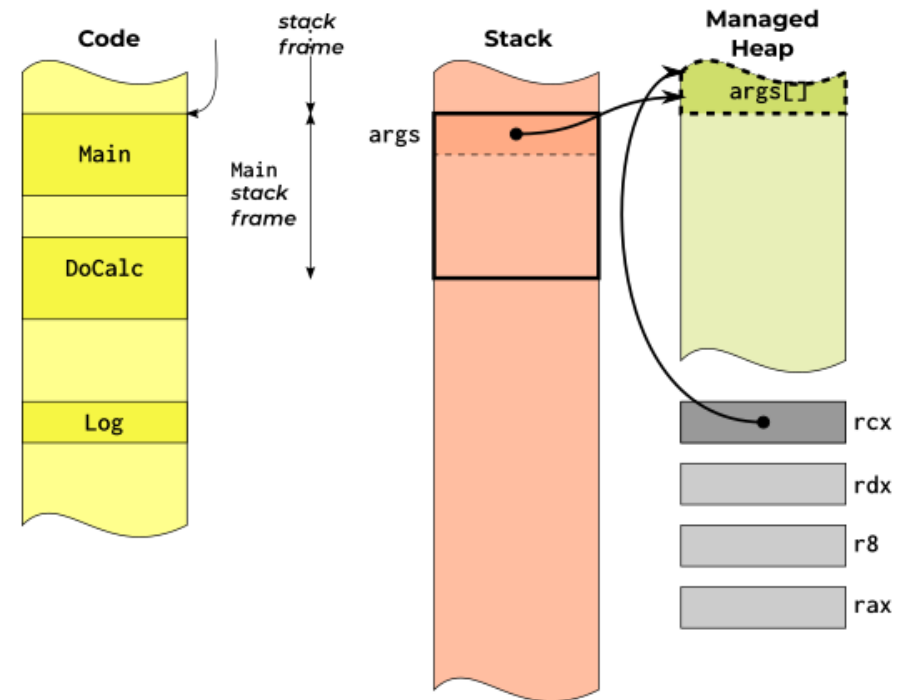 Code
stack
frame
Stack
Managed
Heap
args[]
args
Main
Main
stack
frame
DoCalc
Log
rcx
rdx
r8
rax